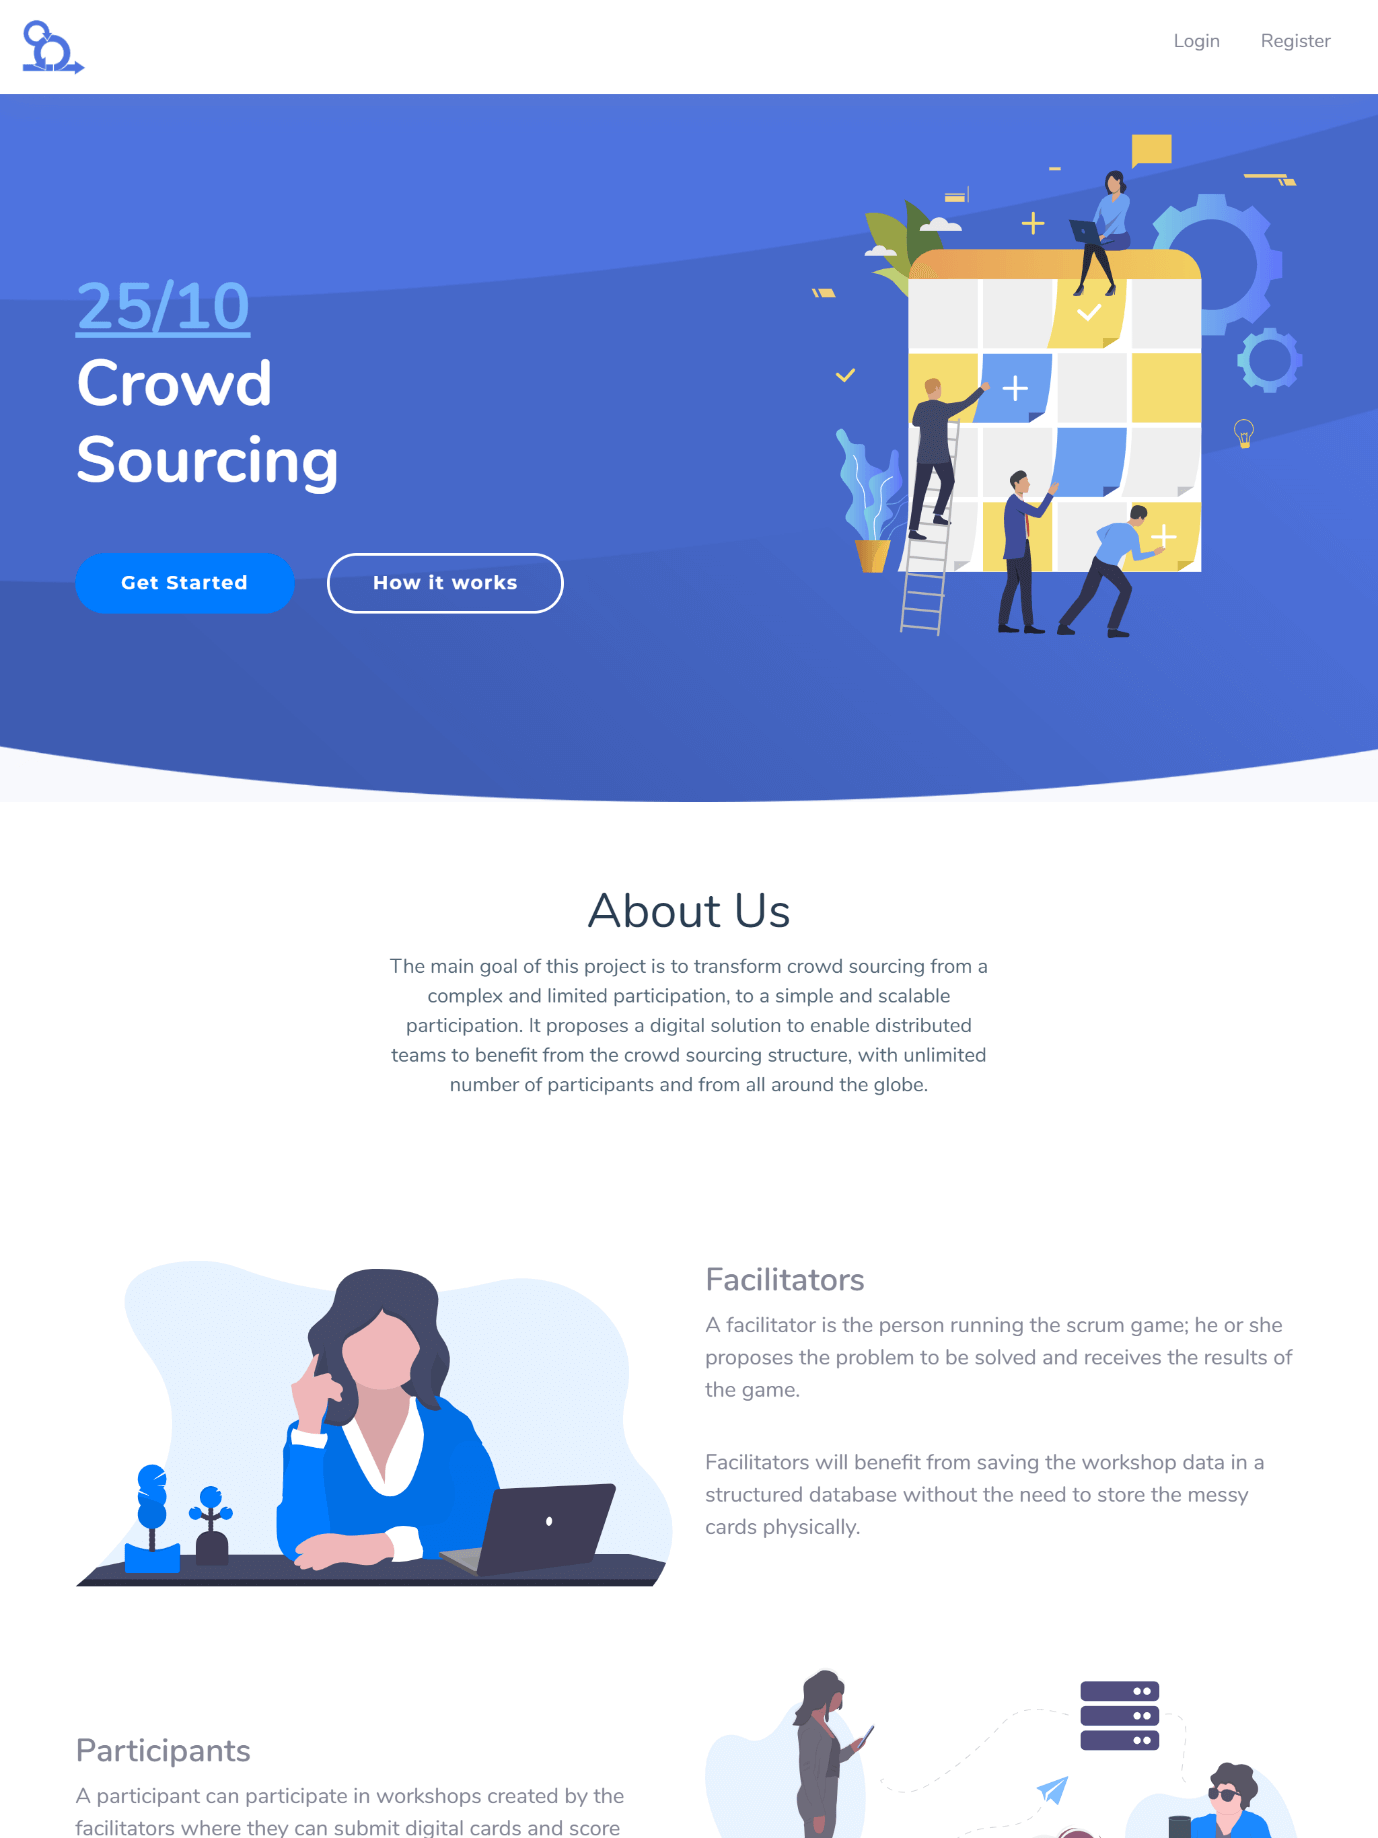 Login Register
25/10
Crowd
Sourcing
Get Started How it works
About Us
The main goal of this project is to transform crowd sourcing from a
complex and limited participation, to a simple and scalable
participation. It proposes a digital solution to enable distributed
teams to benefit from the crowd sourcing structure, with unlimited
number of participants and from all around the globe.
Facilitators
A facilitator is the person running the scrum game; he or she
proposes the problem to be solved and receives the results of
the game.
Facilitators will benefit from saving the workshop data in a
structured database without the need to store the messy
cards physically.
Participants
A participant can participate in workshops created by the
facilitators where they can submit digital cards and score